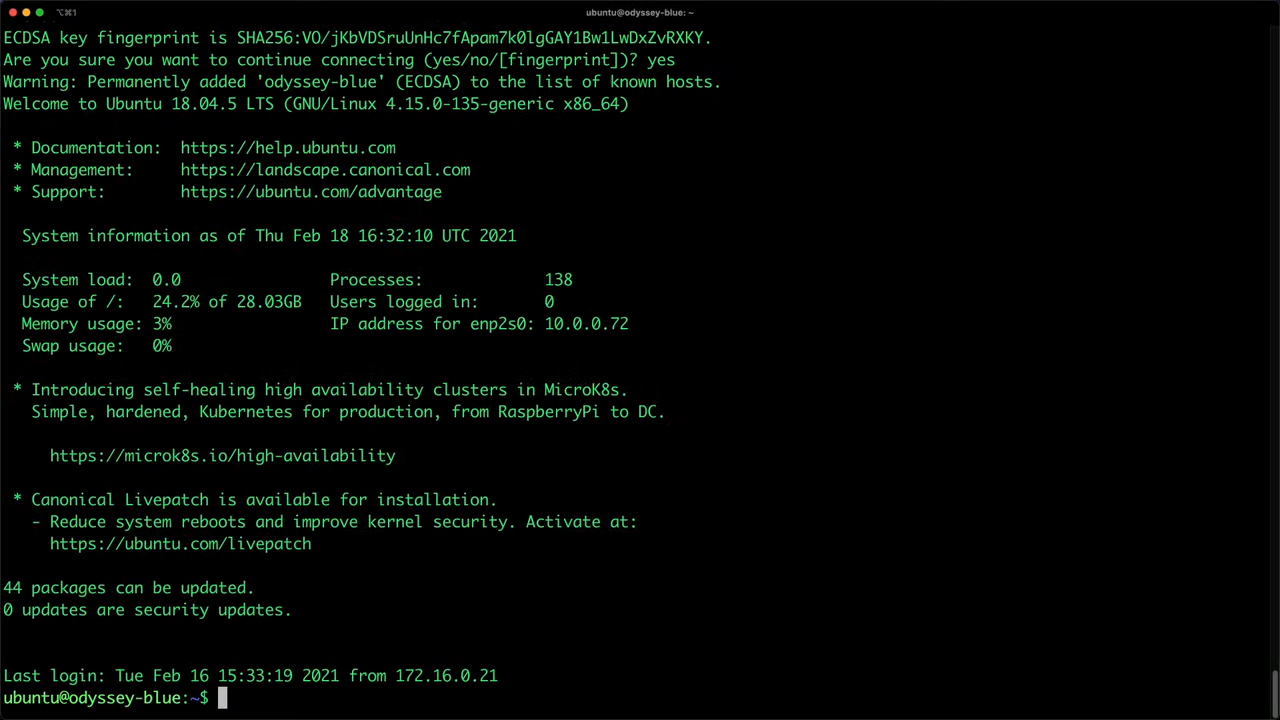 ⌥⌘1
ubuntu@odyssey-blue: ~
ECDSA key fingerprint is SHA256:VO/jKbVDSruUnHc7fApam7k0lgGAY1Bw1LwDxZvRXKY.
Are you sure you want to continue connecting (yes/no/[fingerprint])? yes
Warning: Permanently added 'odyssey-blue' (ECDSA) to the list of known hosts.
Welcome to Ubuntu 18.04.5 LTS (GNU/Linux 4.15.0-135-generic x86_64)
* Documentation:  https://help.ubuntu.com
* Management:     https://landscape.canonical.com
* Support:        https://ubuntu.com/advantage
System information as of Thu Feb 18 16:32:10 UTC 2021
System load:  0.0                Processes:             138
Usage of /:   24.2% of 28.03GB   Users logged in:       0
Memory usage: 3%                 IP address for enp2s0: 10.0.0.72
Swap usage:   0%
* Introducing self-healing high availability clusters in MicroK8s.
Simple, hardened, Kubernetes for production, from RaspberryPi to DC.
https://microk8s.io/high-availability
* Canonical Livepatch is available for installation.
- Reduce system reboots and improve kernel security. Activate at:
https://ubuntu.com/livepatch
44 packages can be updated.
0 updates are security updates.
Last login: Tue Feb 16 15:33:19 2021 from 172.16.0.21
ubuntu@odyssey-blue:~$